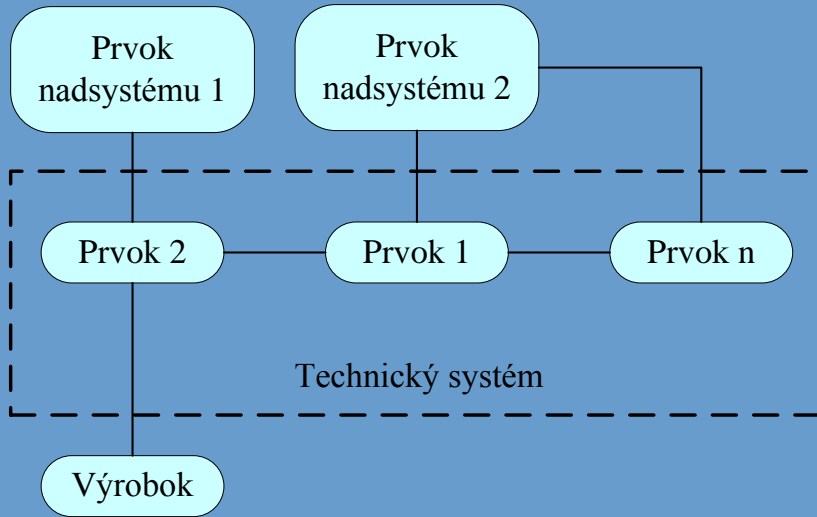 Prvok
nadsystému 1
Prvok
nadsystému 2
Prvok 2
Prvok 1
Prvok n
Technický systém
Výrobok